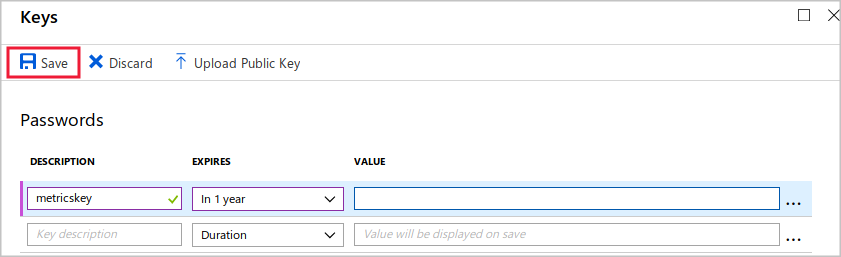 Keys
Save Discard Upload Public Key
Passwords
DESCRIPTION EXPIRES VALUE
metricskey In 1 year ...
Key description Duration Value will be displayed on save ...